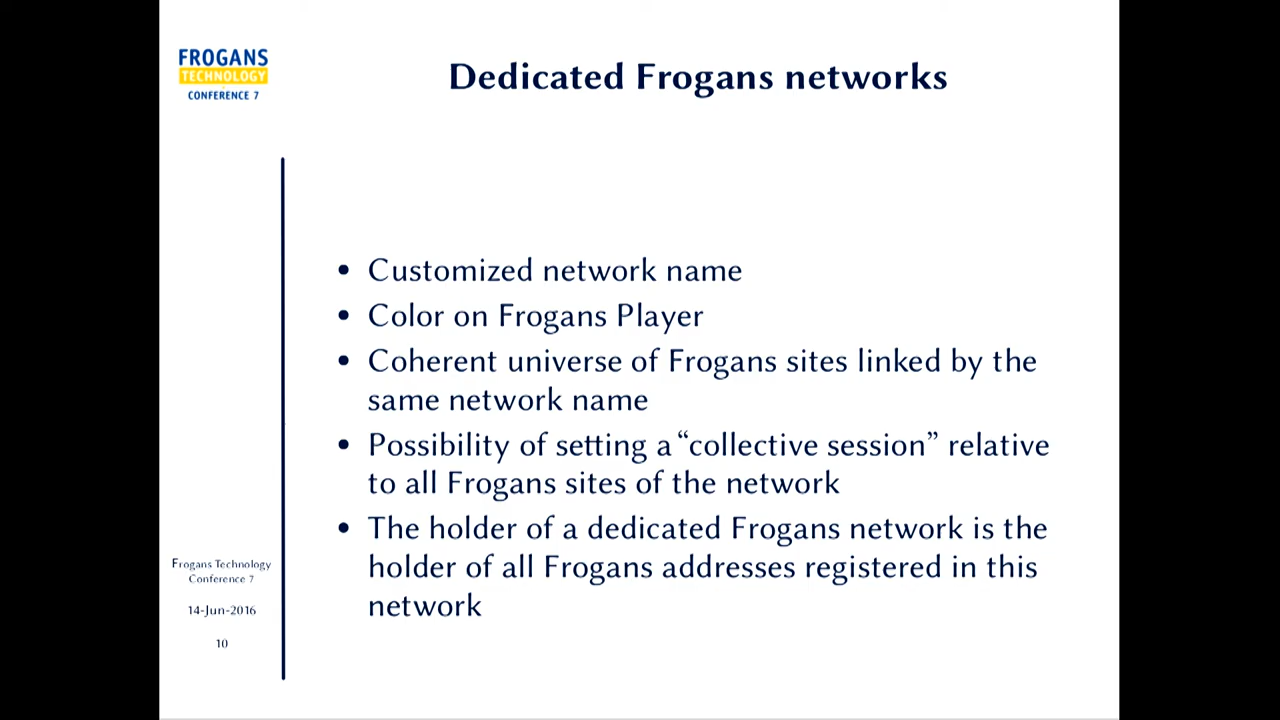 FROGANS
TECHNOLOGY
CONFERENCE 7
Dedicated Frogans networks
• Customized network name
• Color on Frogans Player
• Coherent universe of Frogans sites linked by the
same network name
• Possibility of setting a “collective session” relative
to all Frogans sites of the network
• The holder of a dedicated Frogans network is the
holder of all Frogans addresses registered in this
network
Frogans Technology
Conference 7
14-Jun-2016
10